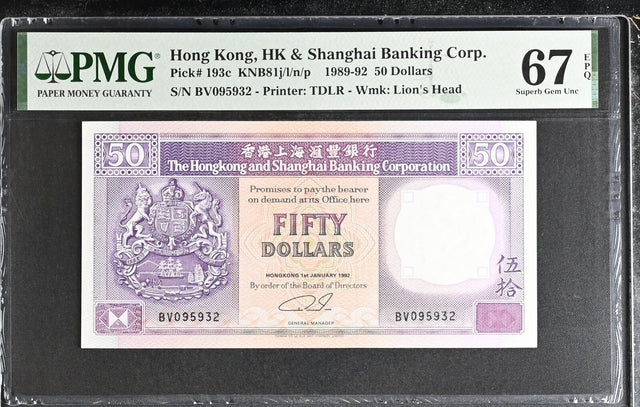 PMG
PAPER MONEY GUARANTY
Hong Kong, HK & Shanghai Banking Corp.
Pick# 193c KNB81j/l/n/p 1989-92 50 Dollars
S/N BV095932 - Printer: TDLR - Wmk: Lion's Head
67 EPQ
Superb Gem Unc
50 香港上海滙豐銀行 50
The Hongkong and Shanghai Banking Corporation
Promises to pay the bearer
on demand at its Office here
FIFTY
DOLLARS
HONGKONG 1st JANUARY 1992
By order of the Board of Directors
GENERAL MANAGER
伍拾
BV095932 BV095932